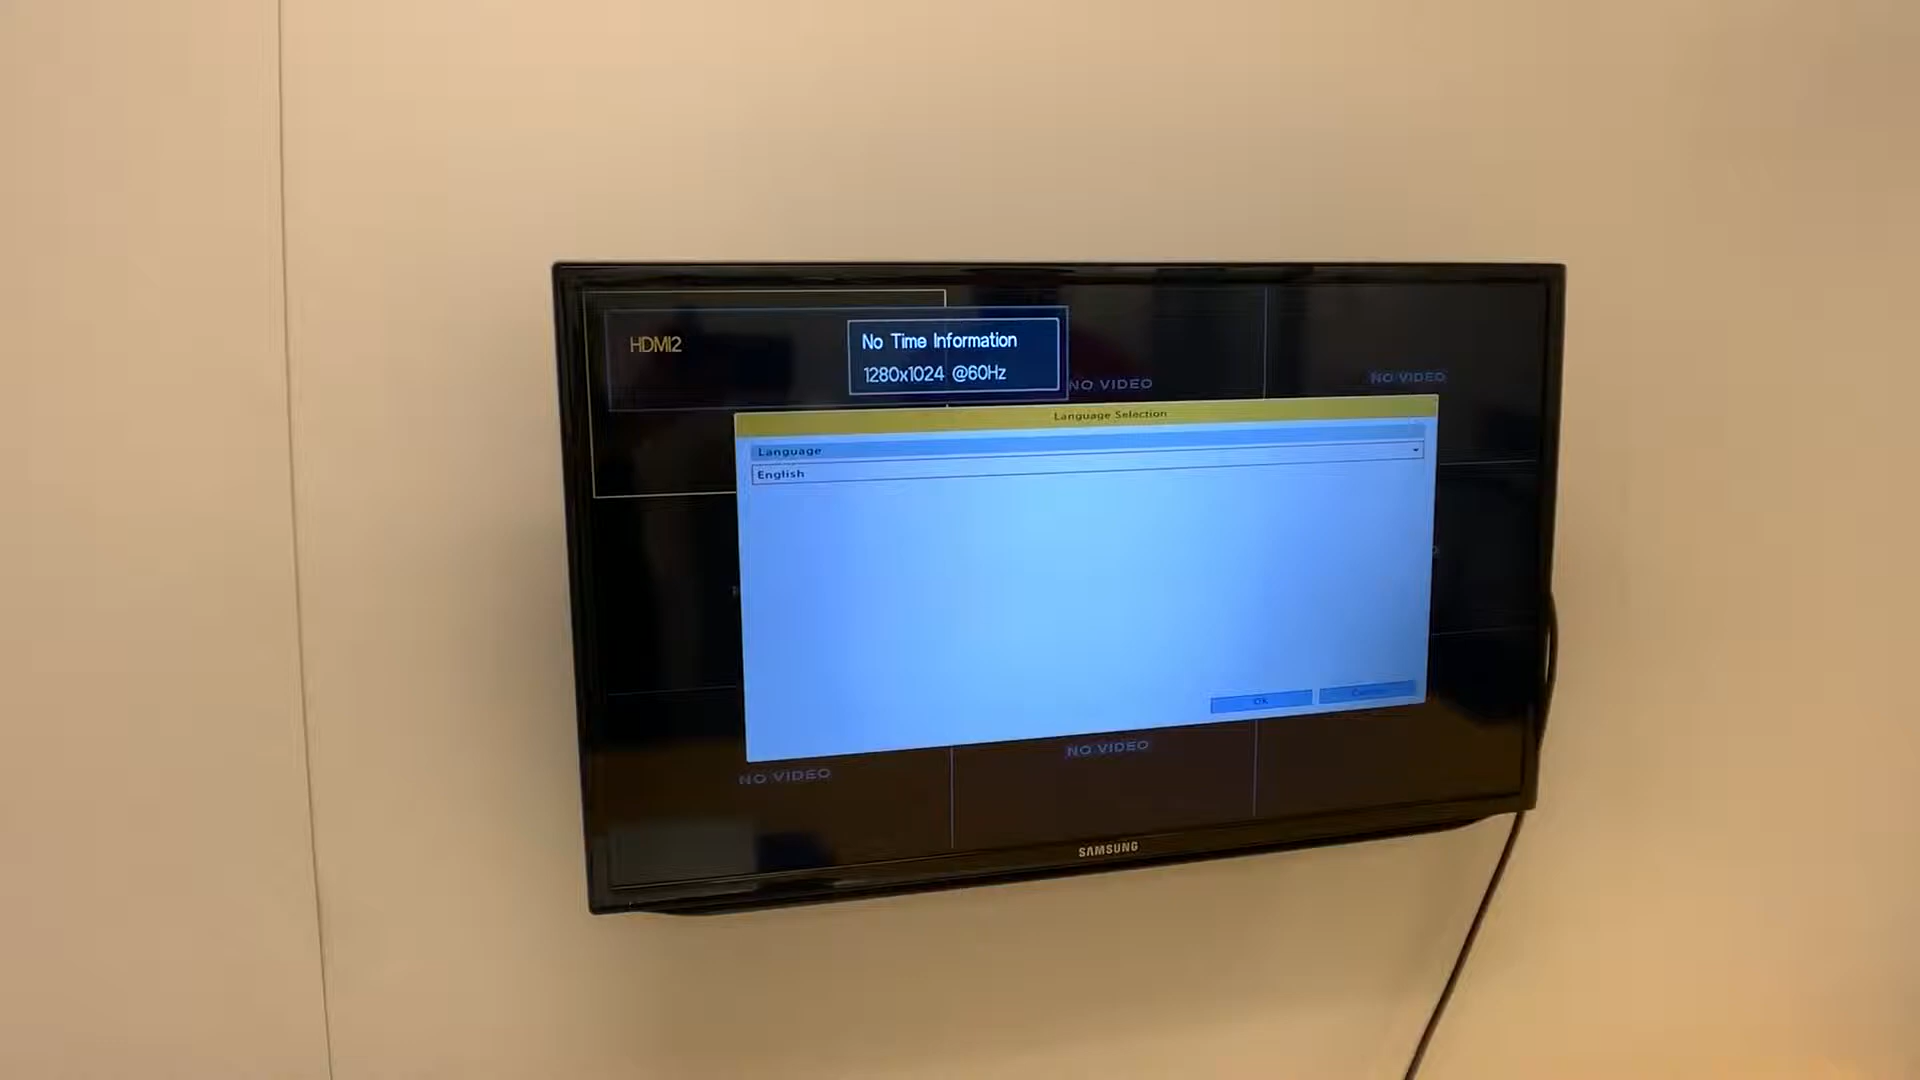 HDMI2
No Time Information
1280x1024 @60Hz
NO VIDEO
NO VIDEO
Language Selection
Language
English
OK
NO VIDEO
NO VIDEO
SAMSUNG